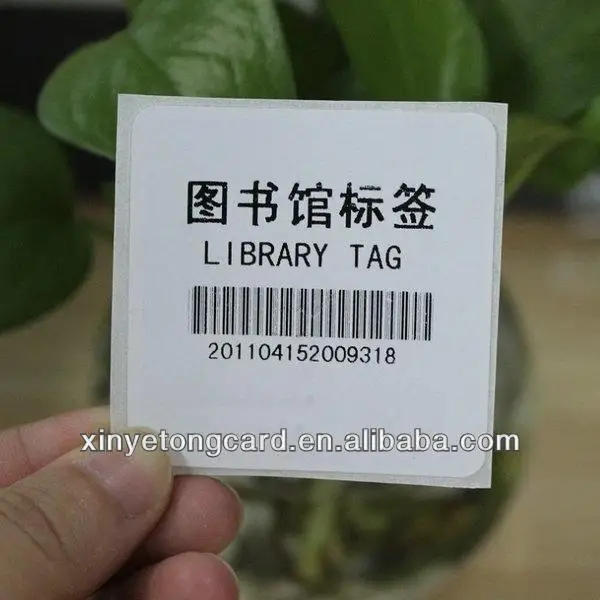 图书馆标签
LIBRARY TAG
201104152009318
xinyetongcard.en.alibaba.com